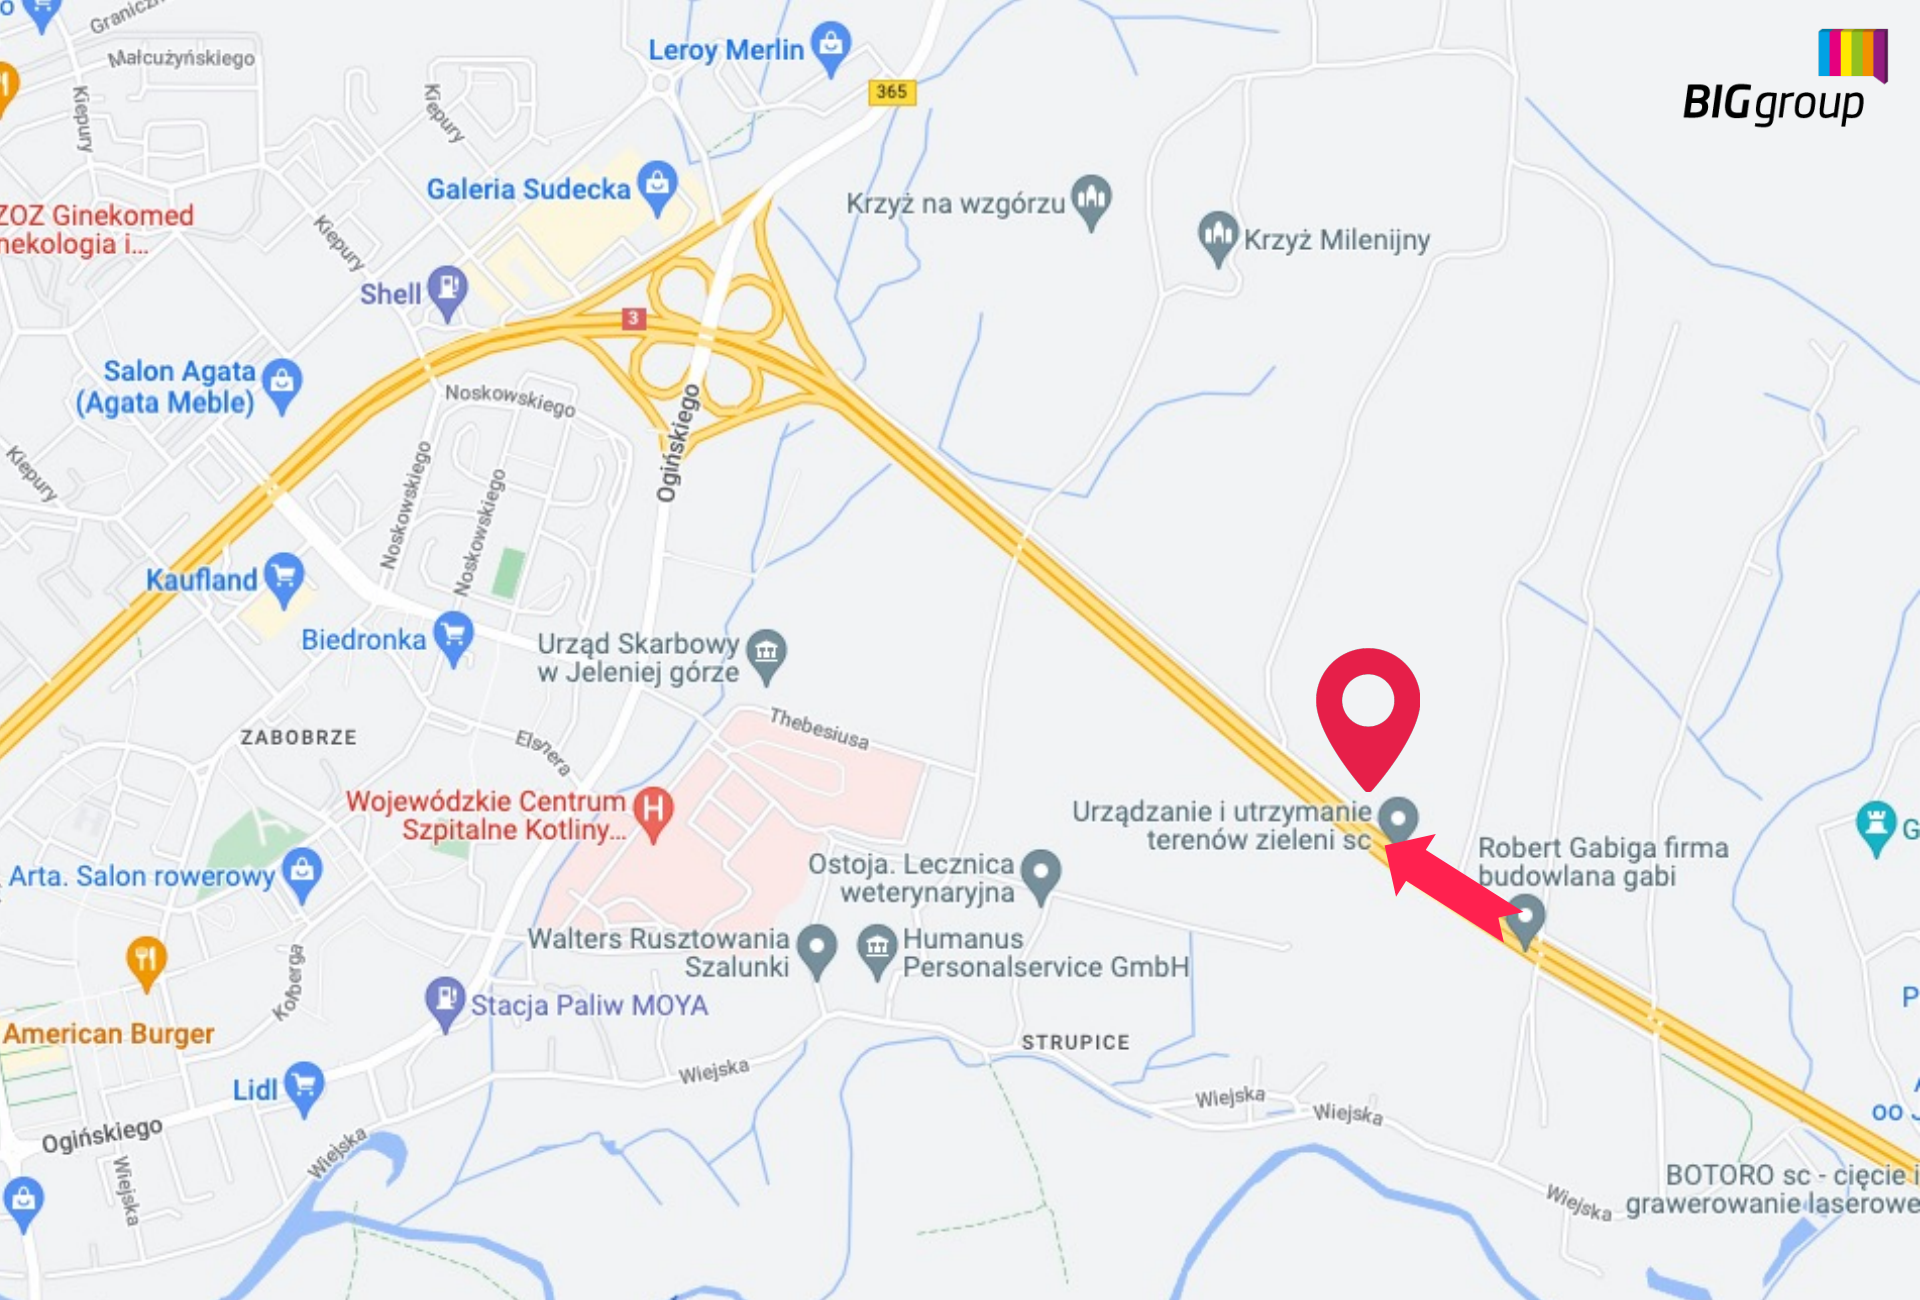 Graniczn
Małcużyńskiego
Leroy Merlin
365
BIGgroup
Kiepury
Kiepury
Galeria Sudecka
Krzyż na wzgórzu
ZOZ Ginekomed
nekologia i...
Kiepury
Krzyż Milenijny
Shell
3
Salon Agata
(Agata Meble)
Noskowskiego
Ogińskiego
Kiepury
Noskowskiego
Noskowskiego
Kaufland
Biedronka
Urząd Skarbowy
w Jeleniej górze
ZABOBRZE
Elsnera
Thebesiusa
Wojewódzkie Centrum
Szpitalne Kotliny...
Urządzanie i utrzymanie
terenów zieleni sc
G
Robert Gabiga firma
budowlana gabi
Ostoja. Lecznica
weterynaryjna
Arta. Salon rowerowy
Walters Rusztowania
Szalunki
Humanus
Personalservice GmbH
Kolberga
Stacja Paliw MOYA
P
American Burger
STRUPICE
Lidl
Wiejska
Wiejska
Wiejska
oo J
Ogińskiego
Wiejska
Wiejska
Wiejska
BOTORO sc - cięcie i
grawerowanie laserowe